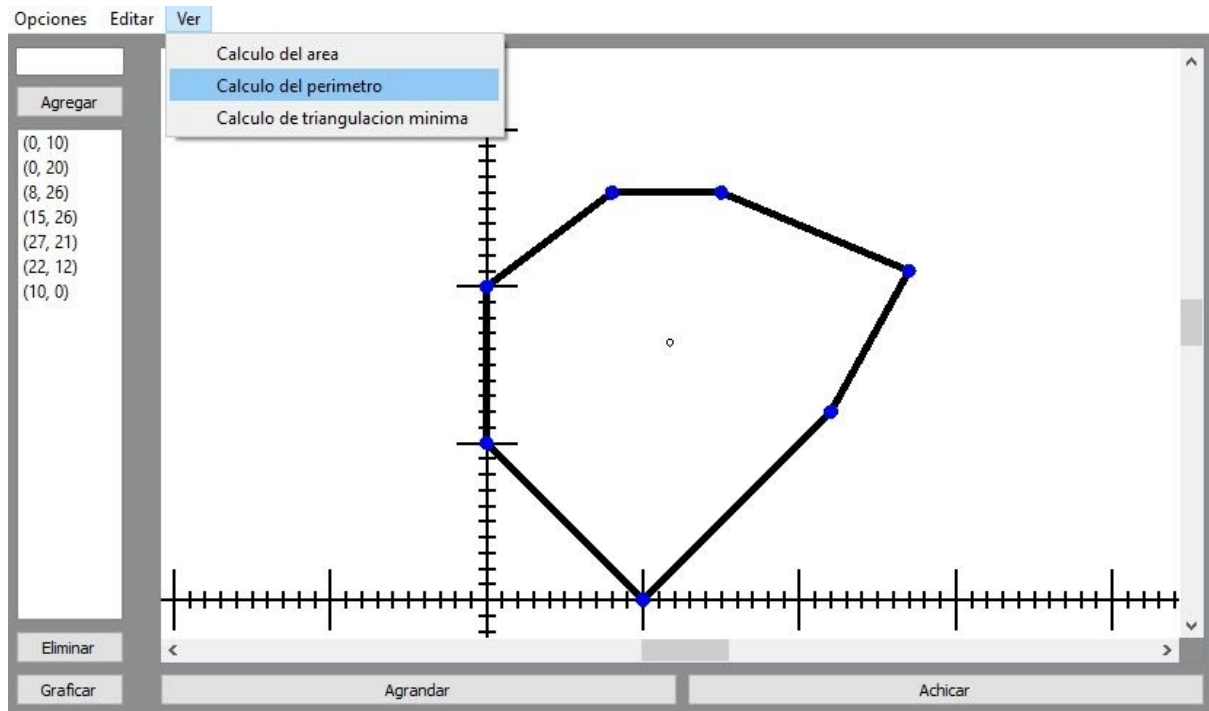 Opciones Editar Ver
Calculo del area
Calculo del perimetro
Calculo de triangulacion minima
Agregar
(0, 10)
(0, 20)
(8, 26)
(15, 26)
(27, 21)
(22, 12)
(10, 0)
Eliminar
Graficar
Agrandar
Achicar